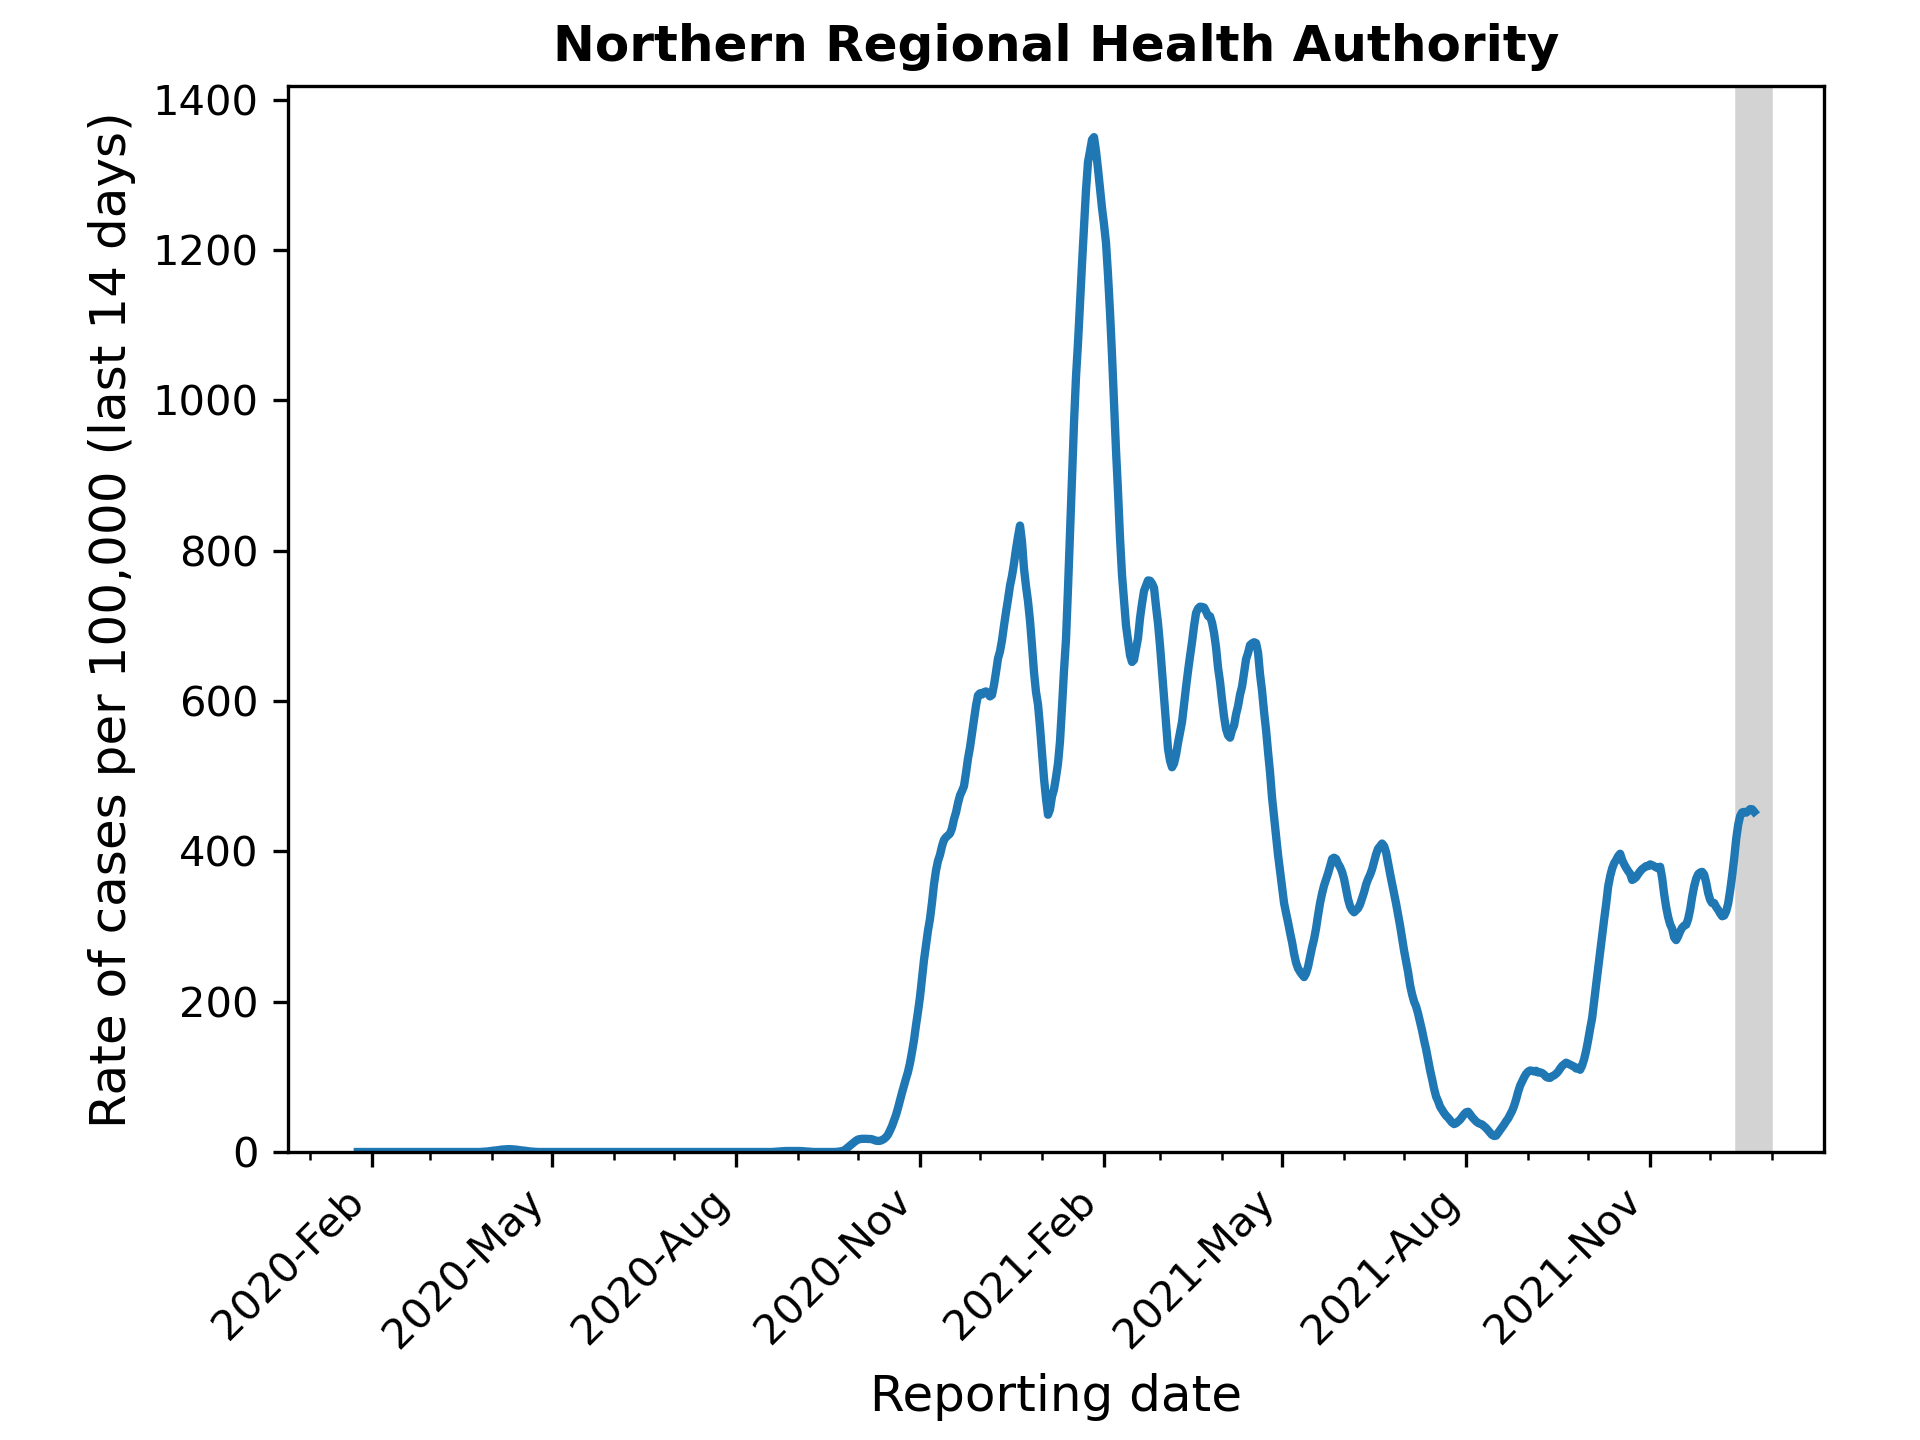 Northern Regional Health Authority
Rate of cases per 100,000 (last 14 days)
1400
1200
1000
800
600
400
200
0
2020-Feb
2020-May
2020-Aug
2020-Nov
2021-Feb
2021-May
2021-Aug
2021-Nov
Reporting date